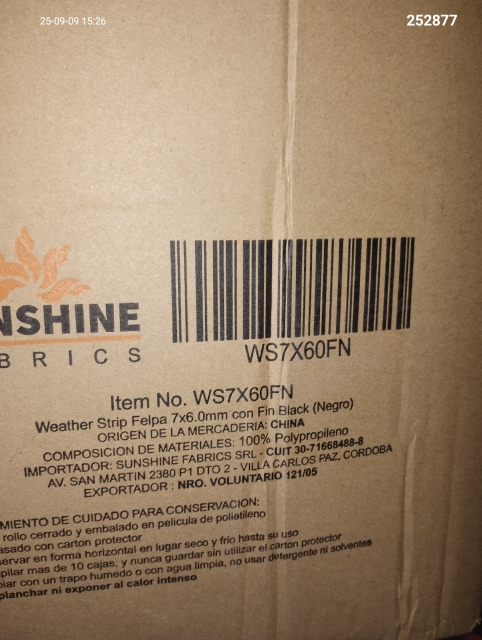 25-09-09 15:26
252877
NSHINE
BRICS
WS7X60FN
Item No. WS7X60FN
Weather Strip Felpa 7x6.0mm con Fin Black (Negro)
ORIGEN DE LA MERCADERIA: CHINA
COMPOSICION DE MATERIALES: 100% Polypropileno
IMPORTADOR: SUNSHINE FABRICS SRL - CUIT 30-71668488-8
AV. SAN MARTIN 2380 P1 DTO 2 - VILLA CARLOS PAZ, CORDOBA
EXPORTADOR : NRO. VOLUNTARIO 121/05
MIENTO DE CUIDADO PARA CONSERVACION:
rollo cerrado y embalado en pelicula de polietileno
asado con carton protector
servar en forma horizontal en lugar seco y frio hasta su uso
pilar mas de 10 cajas, y nunca guardar sin utilizar el carton protector
piar con un trapo humedo o con agua limpia, no usar detergente ni solventes
planchar ni exponer al calor intenso